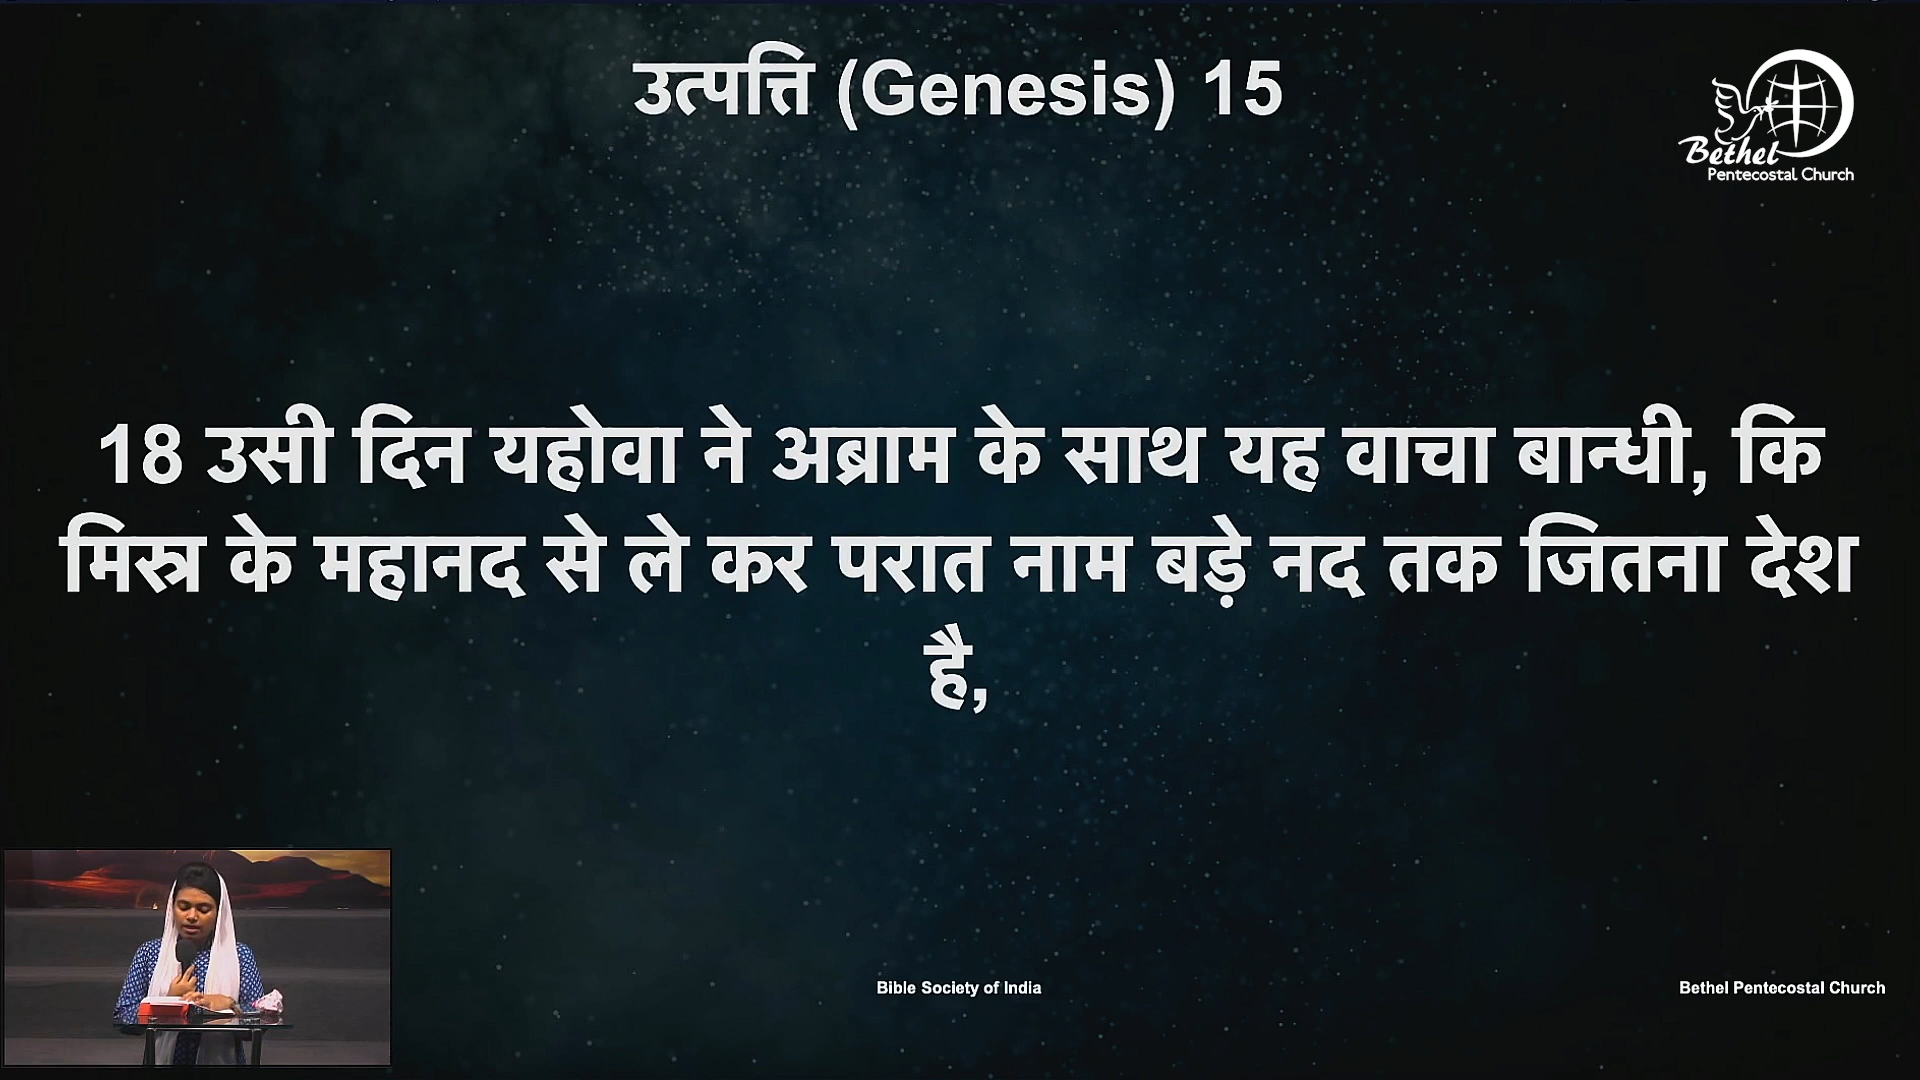 उत्पत्ति (Genesis) 15
Bethel
Pentecostal Church
18 उसी दिन यहोवा ने अब्राम के साथ यह वाचा बान्धी, कि
मिस्र के महानद से ले कर परात नाम बड़े नद तक जितना देश
है,
Bible Society of India
Bethel Pentecostal Church